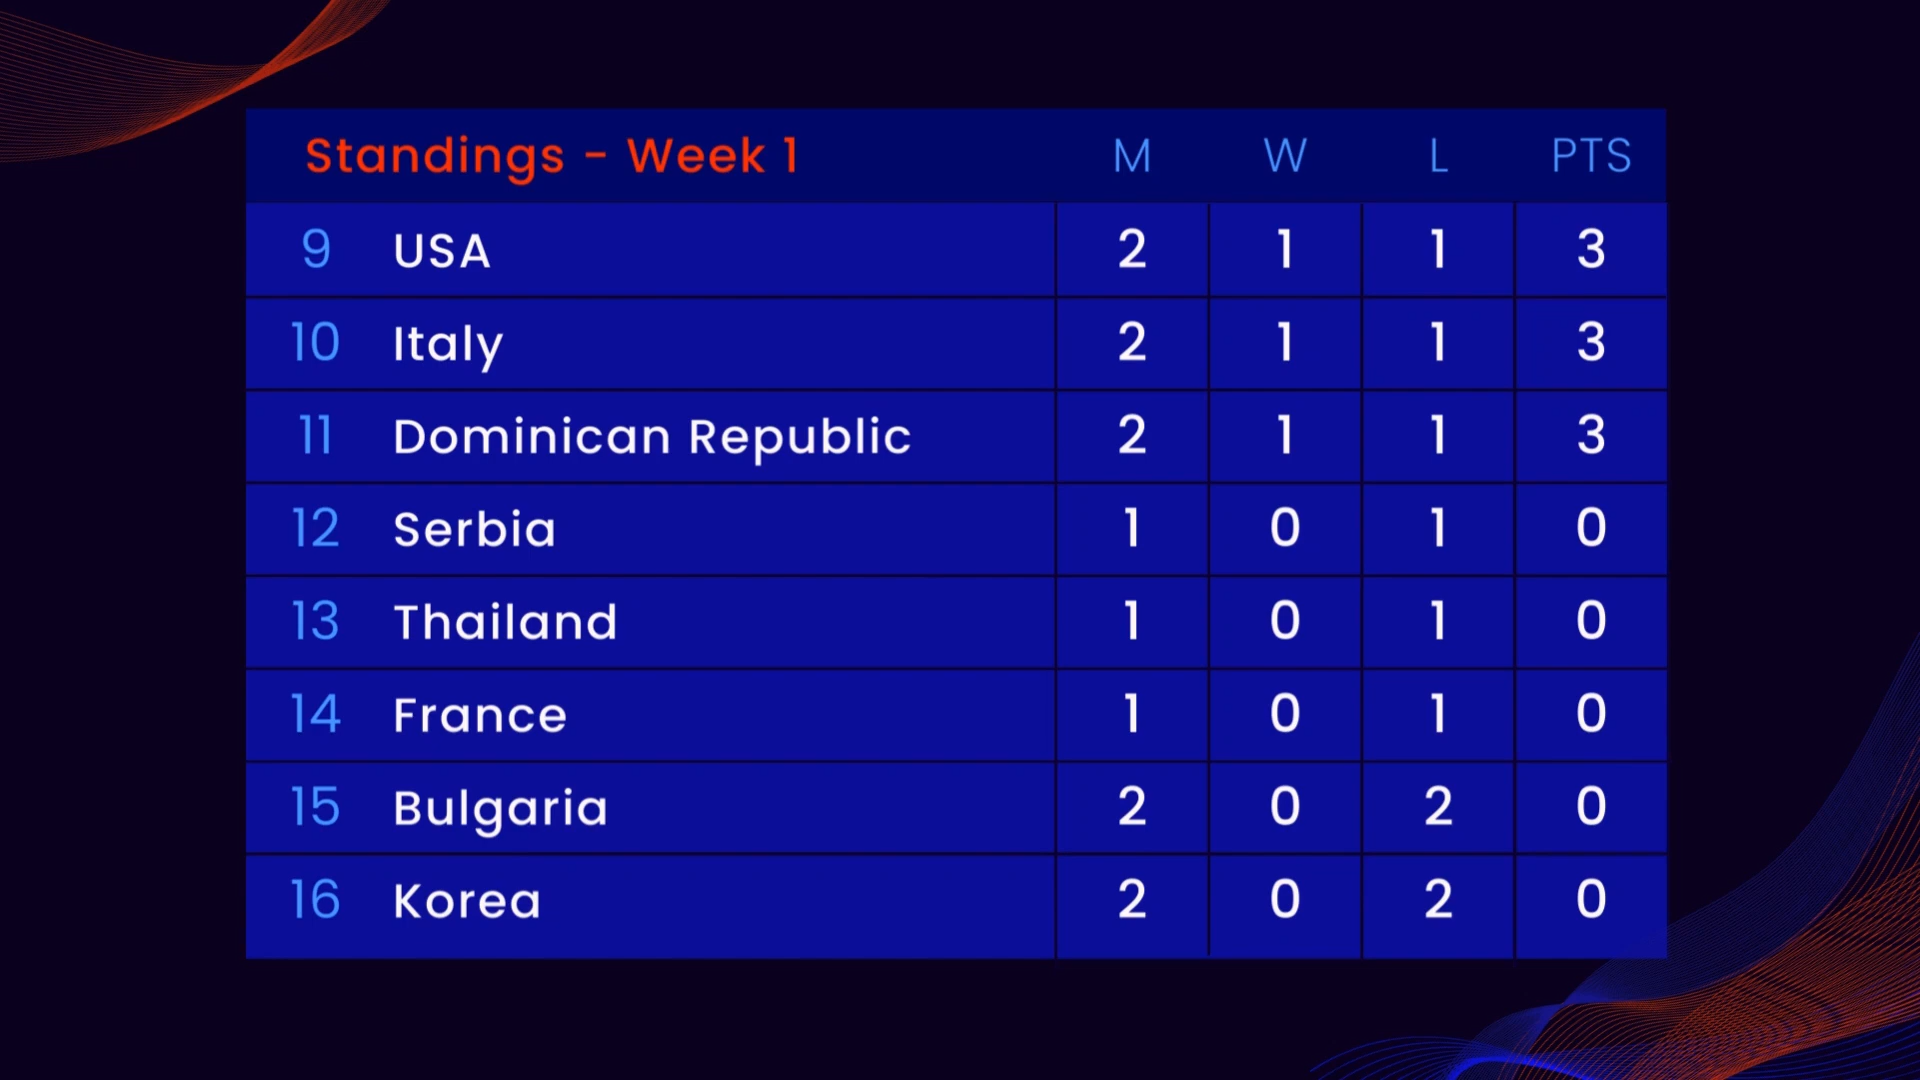 Standings - Week 1 M W L PTS
9 USA 2 1 1 3
10 Italy 2 1 1 3
11 Dominican Republic 2 1 1 3
12 Serbia 1 0 1 0
13 Thailand 1 0 1 0
14 France 1 0 1 0
15 Bulgaria 2 0 2 0
16 Korea 2 0 2 0